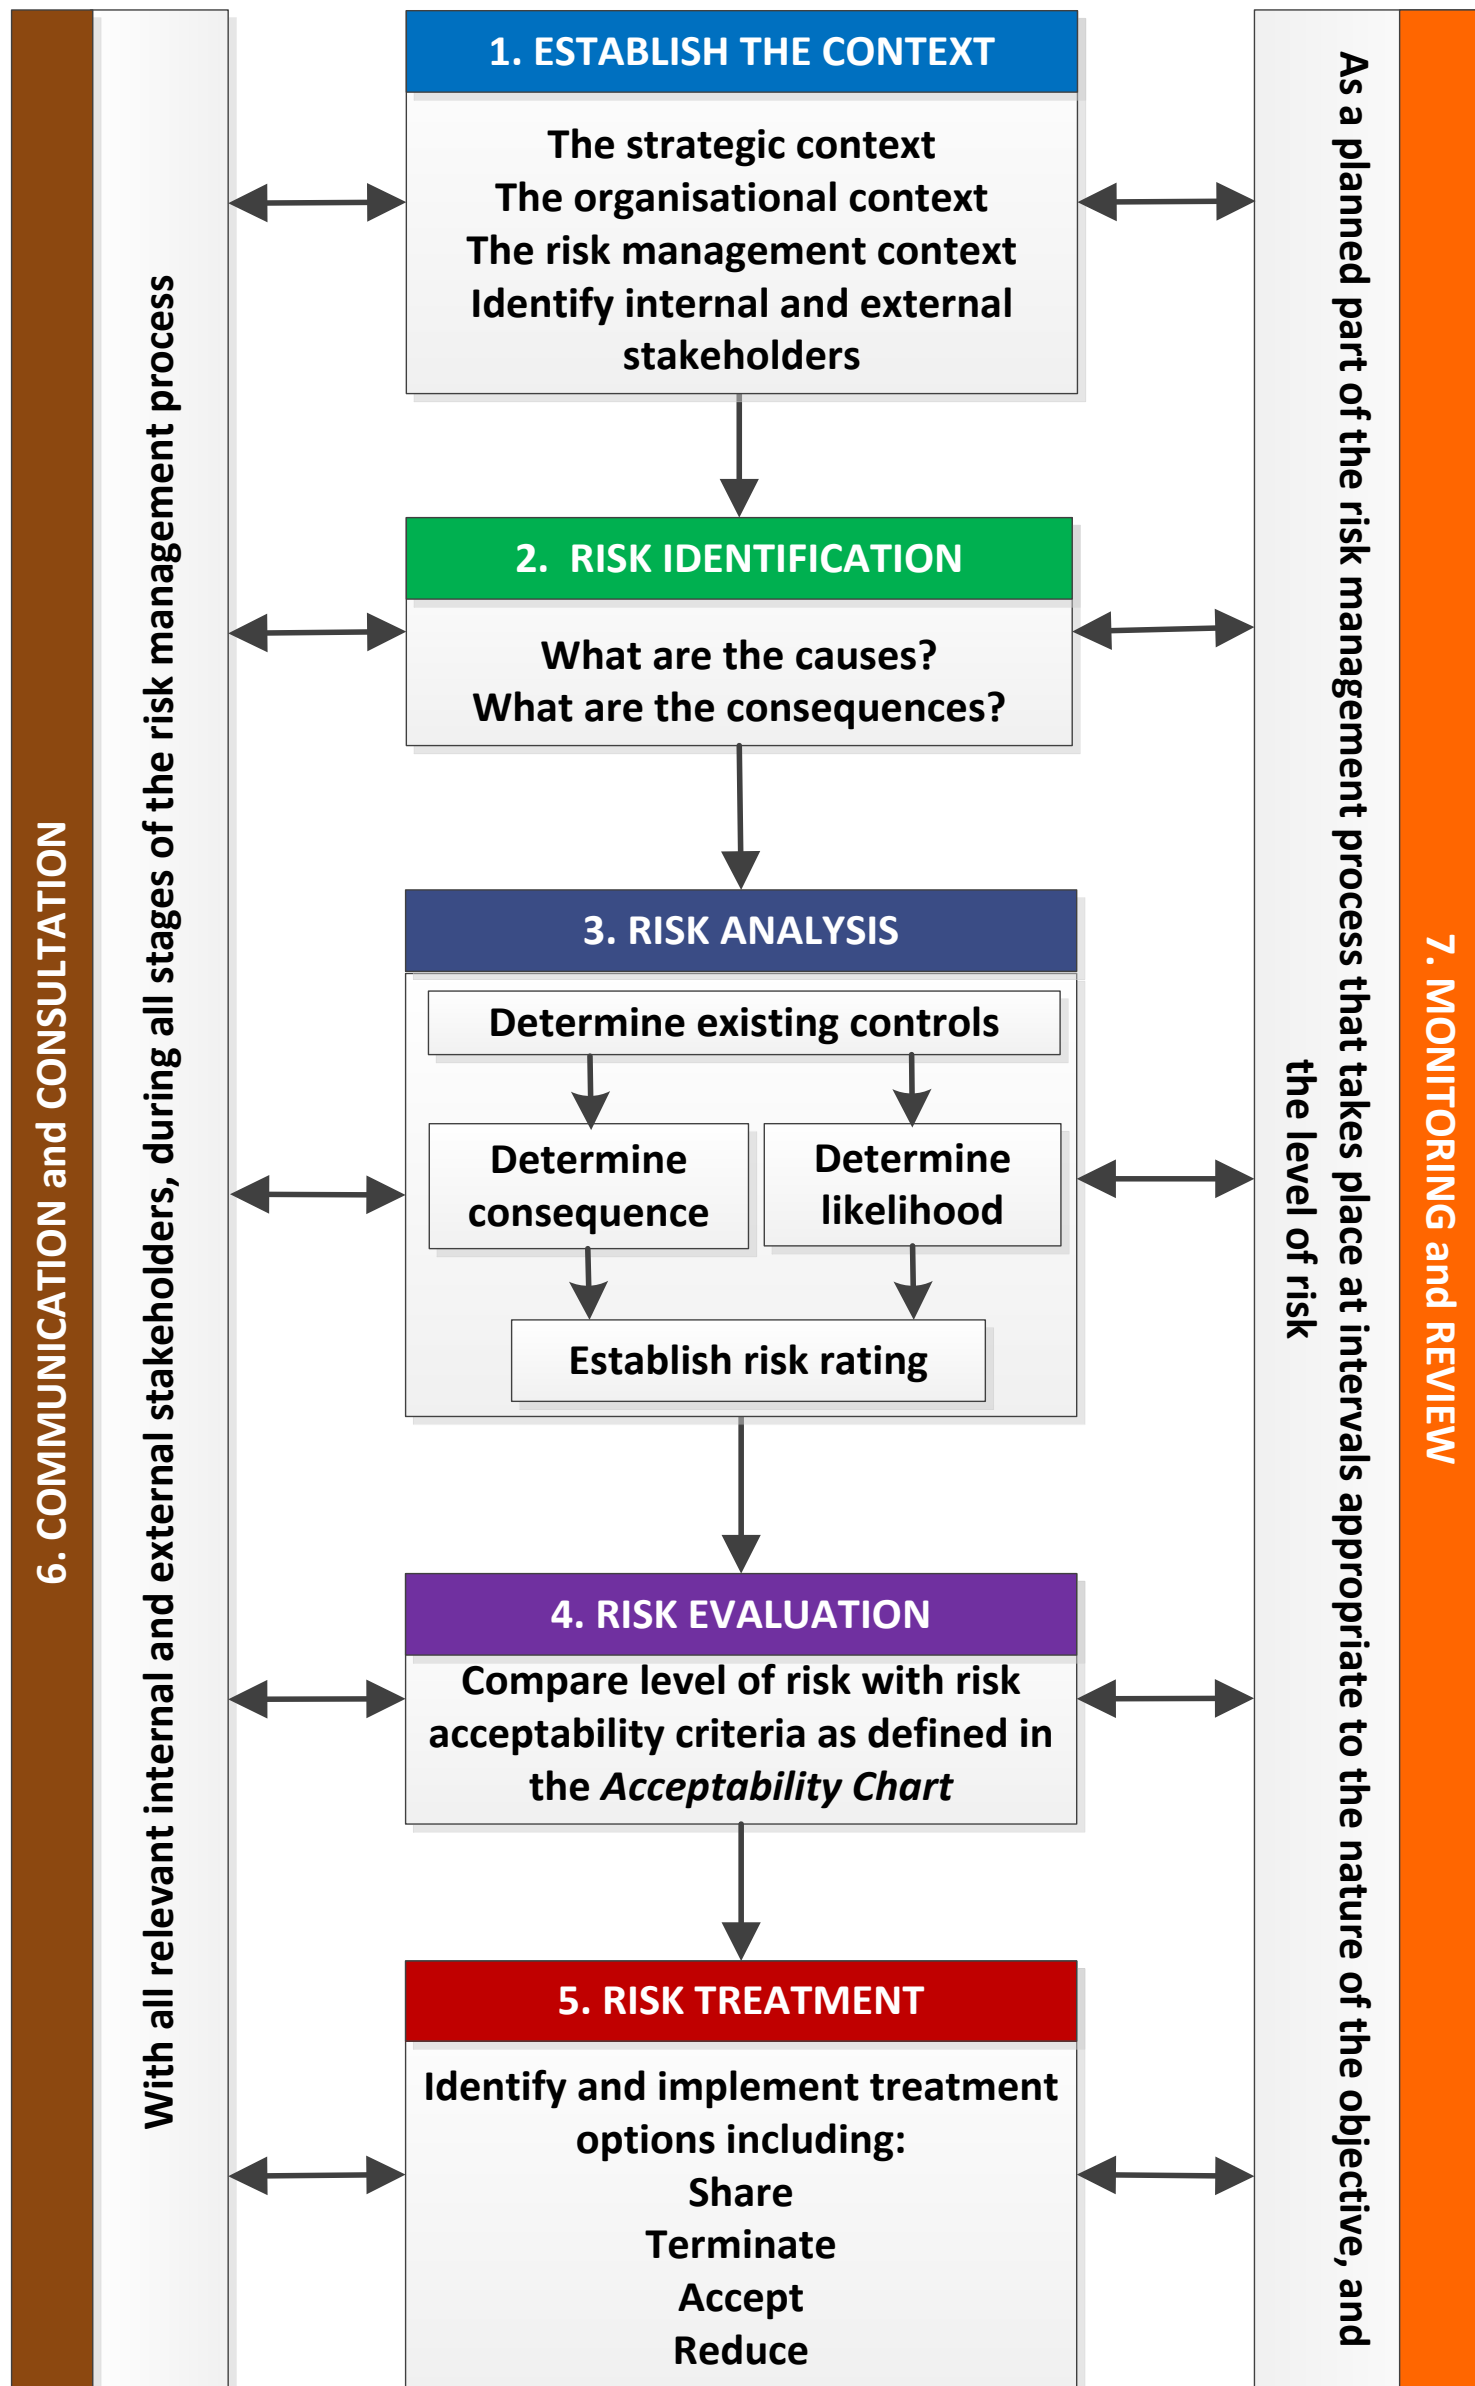 6. COMMUNICATION and CONSULTATION
With all relevant internal and external stakeholders, during all stages of the risk management process
1. ESTABLISH THE CONTEXT
The strategic context
The organisational context
The risk management context
Identify internal and external
stakeholders
2. RISK IDENTIFICATION
What are the causes?
What are the consequences?
3. RISK ANALYSIS
Determine existing controls
Determine
consequence
Determine
likelihood
Establish risk rating
4. RISK EVALUATION
Compare level of risk with risk
acceptability criteria as defined in
the Acceptability Chart
5. RISK TREATMENT
Identify and implement treatment
options including:
Share
Terminate
Accept
Reduce
As a planned part of the risk management process that takes place at intervals appropriate to the nature of the objective, and
the level of risk
7. MONITORING and REVIEW